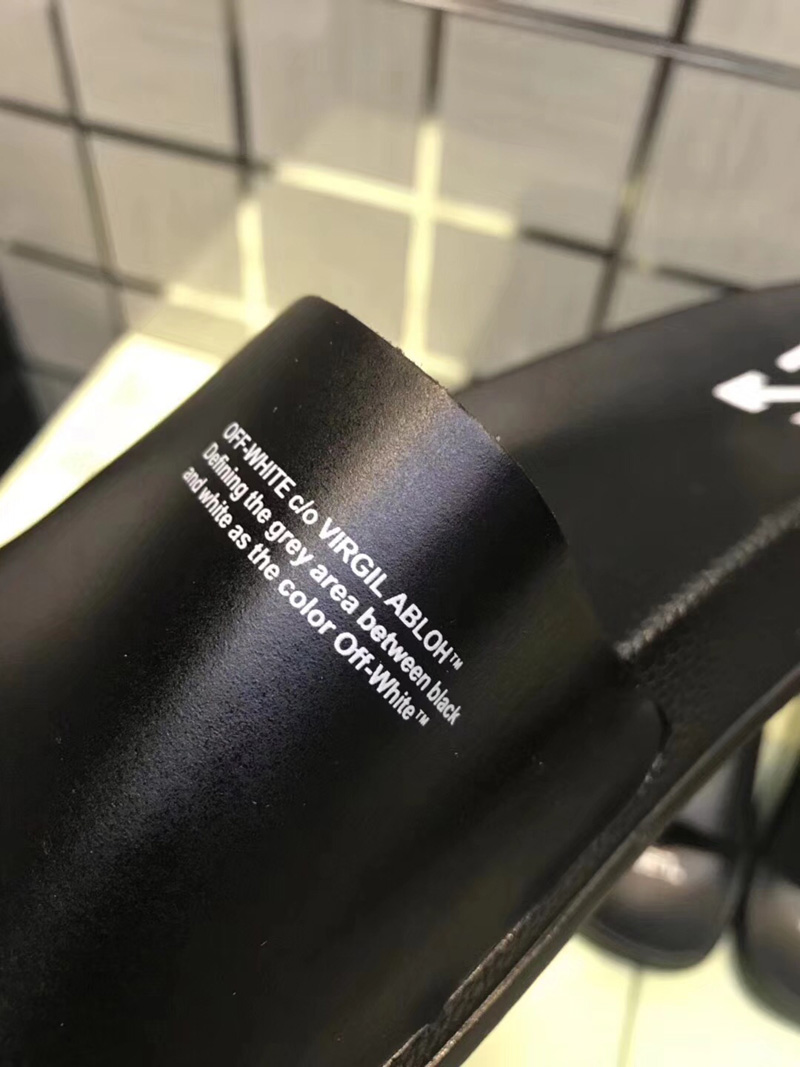 OFF-WHITE c/o VIRGIL ABLOH™
Defining the grey area between black
and white as the color Off-White™